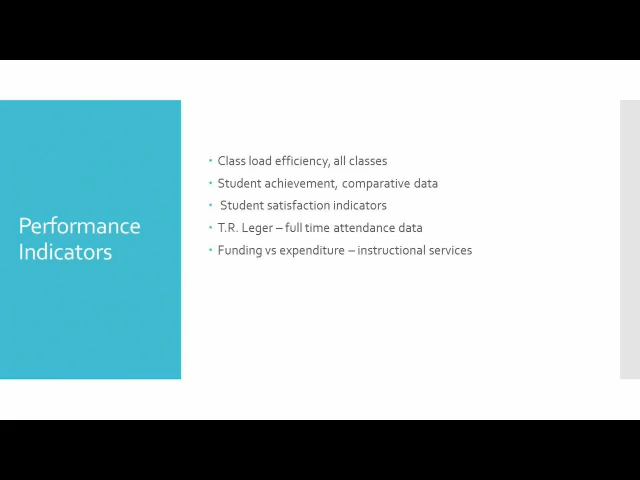 Performance
Indicators
Class load efficiency, all classes
Student achievement, comparative data
Student satisfaction indicators
T.R. Leger – full time attendance data
Funding vs expenditure – instructional services